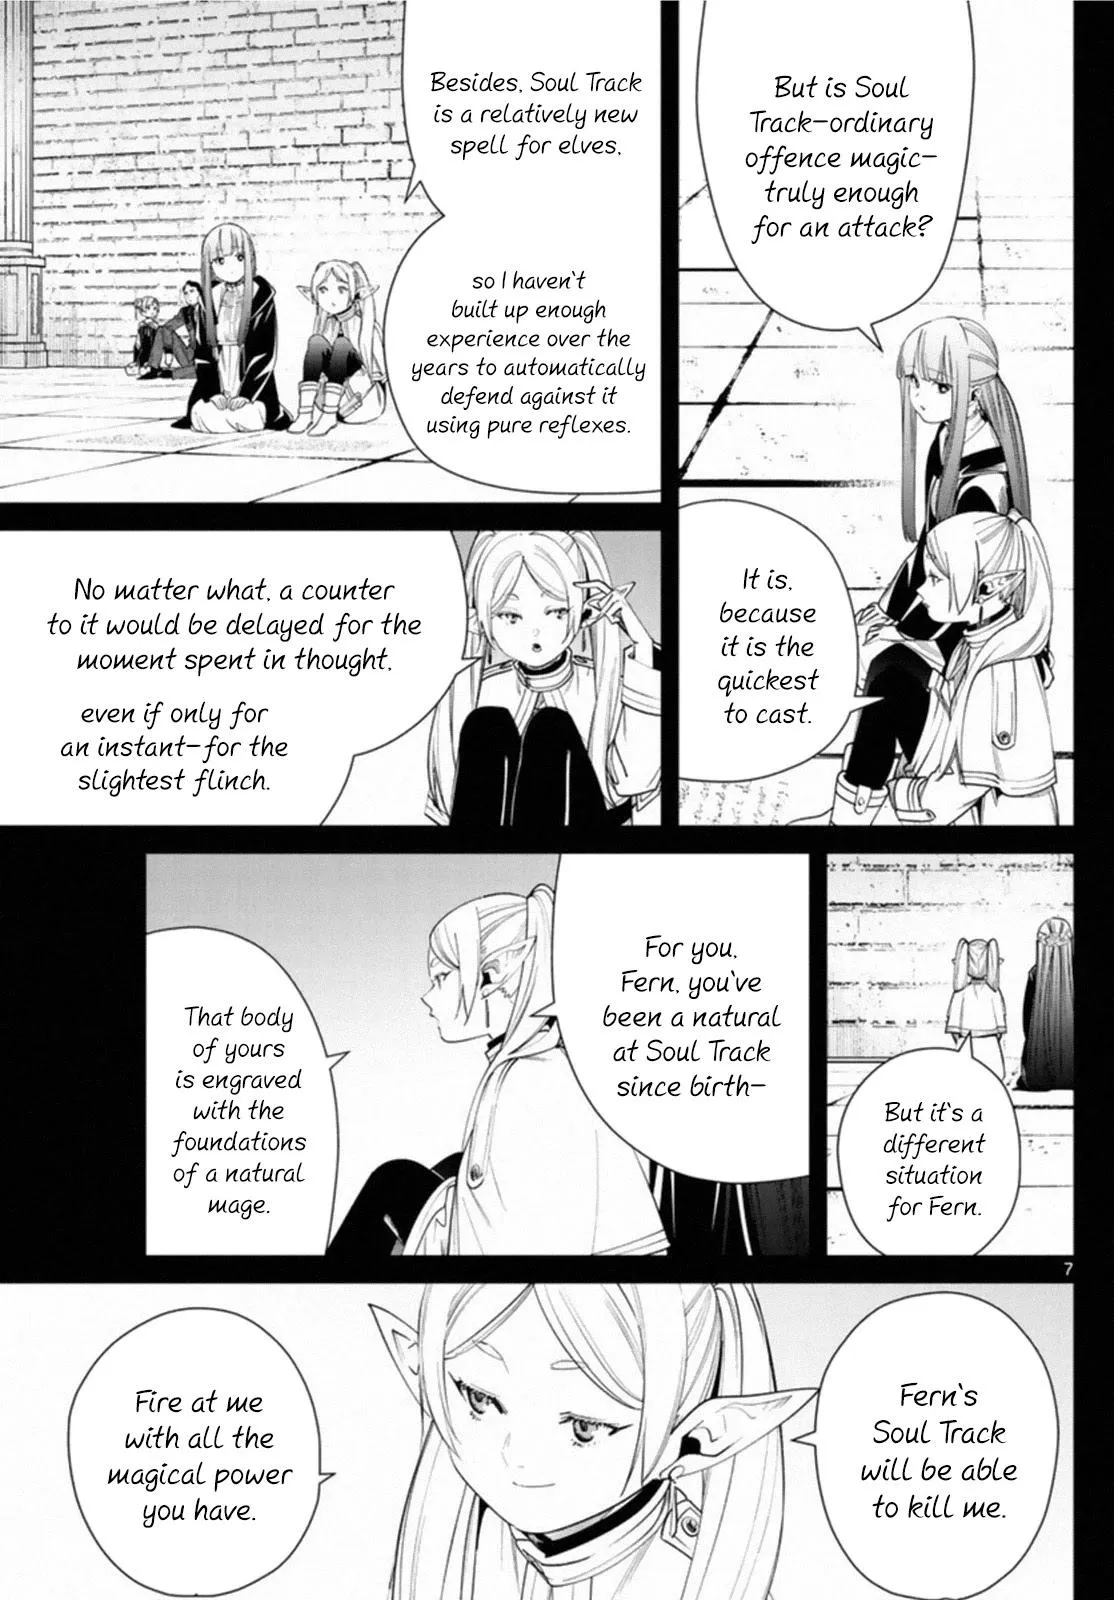 But is Soul
Track—ordinary
offence magic—
truly enough
for an attack?
It is,
because
it is the
quickest
to cast.
Besides, Soul Track
is a relatively new
spell for elves,
so I haven't
built up enough
experience over the
years to automatically
defend against it
using pure reflexes.
No matter what, a counter
to it would be delayed for the
moment spent in thought,
even if only for
an instant—for the
slightest flinch.
But it's a
different
situation
for Fern.
For you,
Fern, you've
been a natural
at Soul Track
since birth—
That body
of yours
is engraved
with the
foundations
of a natural
mage.
7
Fern's
Soul Track
will be able
to kill me.
Fire at me
with all the
magical power
you have.